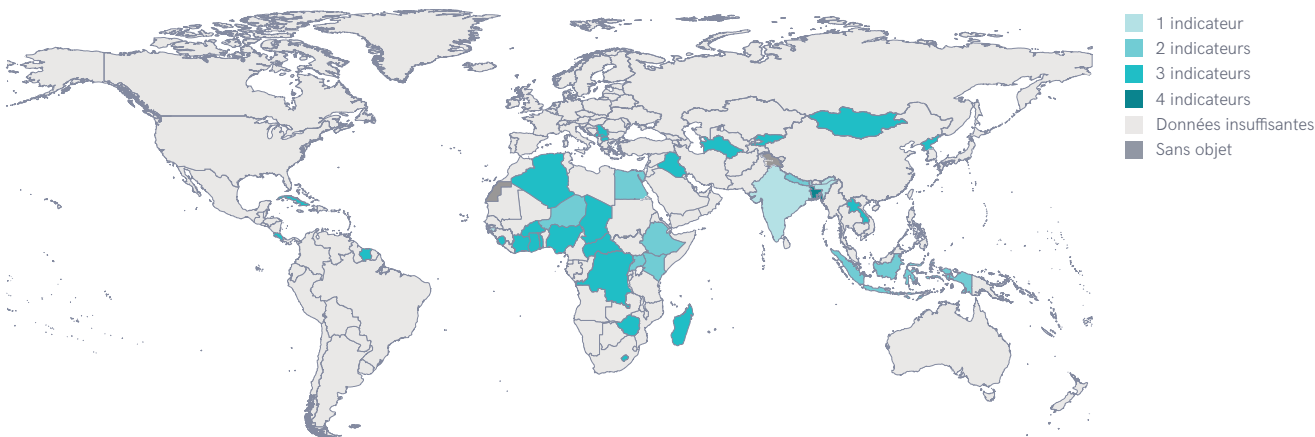 1 indicateur
2 indicateurs
3 indicateurs
4 indicateurs
Données insuffisantes
Sans objet